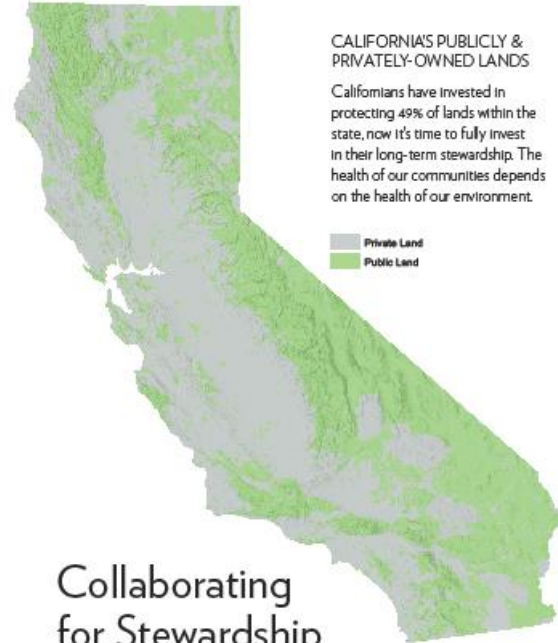 CALIFORNIA'S PUBLICLY &
PRIVATELY-OWNED LANDS
Californians have invested in
protecting 49% of lands within the
state, now it's time to fully invest
in their long-term stewardship. The
health of our communities depends
on the health of our environment.
Private Land
Public Land
Collaborating
for Stewardship